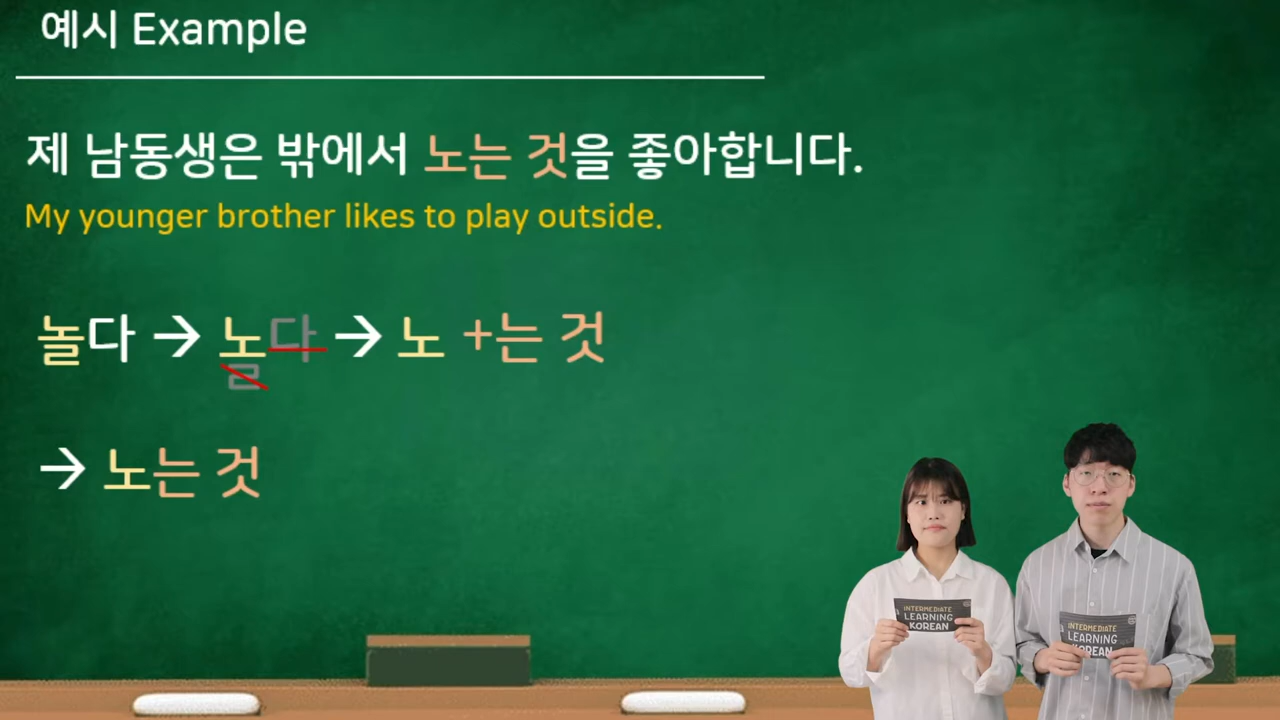 예시 Example
제 남동생은 밖에서 노는 것을 좋아합니다.
My younger brother likes to play outside.
놀다 → 노ㄹ다 → 노 +는 것
→ 노는 것
INTERMEDIATE
LEARNING
KOREAN
INTERMEDIATE
LEARNING
KOREAN